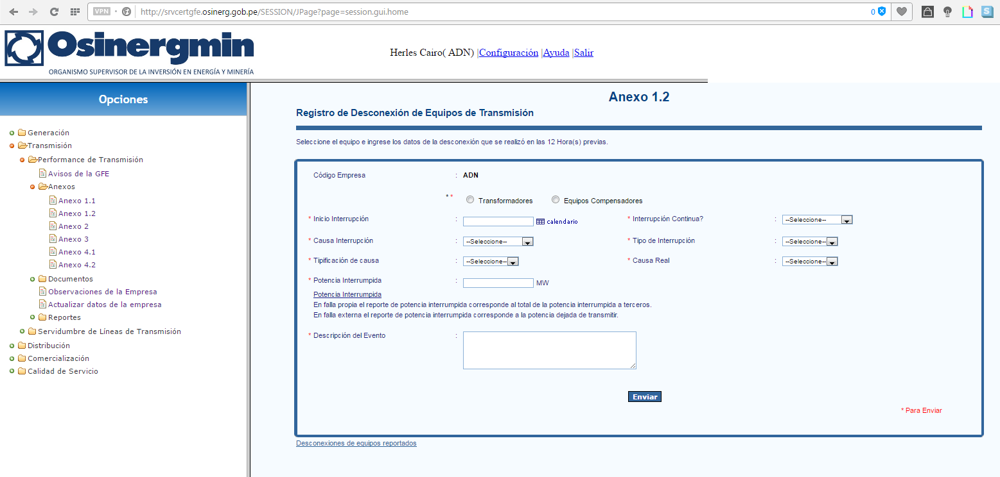 VPN
http://srvcertgfe.osinerg.gob.pe/SESSION/JPage?page=session.gui.home
0
S
Osinergmin
ORGANISMO SUPERVISOR DE LA INVERSIÓN EN ENERGÍA Y MINERÍA
Herles Cairo( ADN) |Configuración |Ayuda |Salir
Opciones
Generación
Transmisión
Performance de Transmisión
Avisos de la GFE
Anexos
Anexo 1.1
Anexo 1.2
Anexo 2
Anexo 3
Anexo 4.1
Anexo 4.2
Documentos
Observaciones de la Empresa
Actualizar datos de la empresa
Reportes
Servidumbre de Líneas de Transmisión
Distribución
Comercialización
Calidad de Servicio
Anexo 1.2
Registro de Desconexión de Equipos de Transmisión
Seleccione el equipo e ingrese los datos de la desconexión que se realizó en las 12 Hora(s) previas.
Código Empresa : ADN
* * Transformadores Equipos Compensadores
* Inicio Interrupción : calendario * Interrupción Continua? : --Seleccione--
* Causa Interrupción : --Seleccione-- * Tipo de Interrupción : --Seleccione--
* Tipificación de causa : --Seleccione-- * Causa Real : --Seleccione--
* Potencia Interrumpida : MW
Potencia Interrumpida
En falla propia el reporte de potencia interrumpida corresponde al total de la potencia interrumpida a terceros.
En falla externa el reporte de potencia interrumpida corresponde a la potencia dejada de transmitir.
* Descripción del Evento :
Enviar
* Para Enviar
Desconexiones de equipos reportados